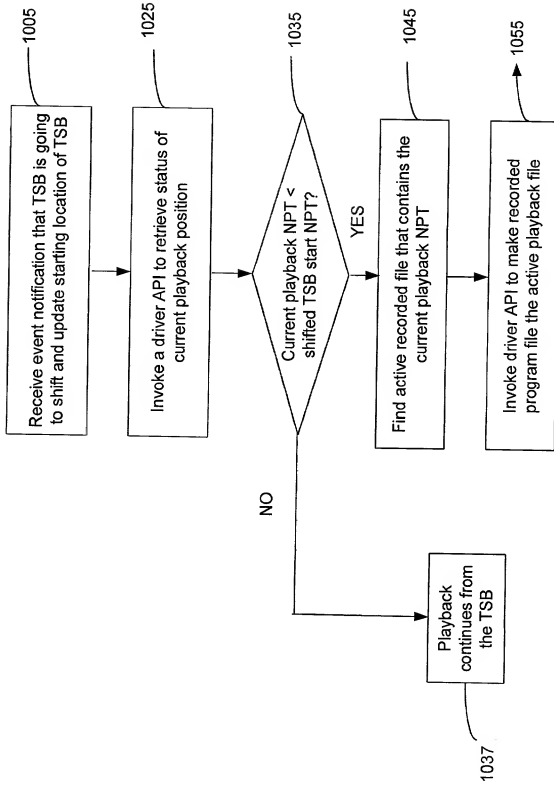 Receive event notification that TSB is going
to shift and update starting location of TSB
1005
Invoke a driver API to retrieve status of
current playback position
1025
Current playback NPT <
shifted TSB start NPT?
1035
NO
YES
Find active recorded file that contains the
current playback NPT
1045
Playback
continues from
the TSB
1037
Invoke driver API to make recorded
program file the active playback file
1055